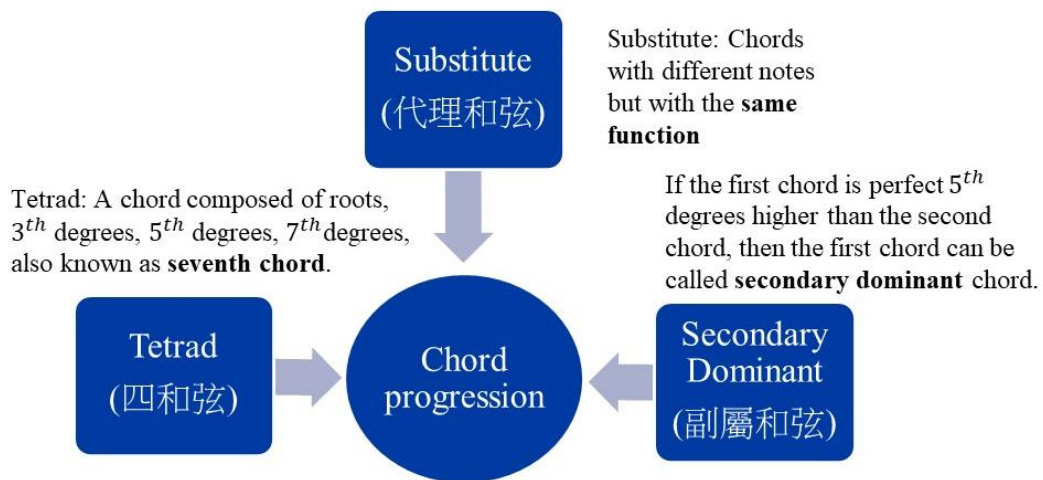 Substitute
(代理和弦)
Substitute: Chords
with different notes
but with the same
function
Tetrad: A chord composed of roots,
3th degrees, 5th degrees, 7th degrees,
also known as seventh chord.
If the first chord is perfect 5th
degrees higher than the second
chord, then the first chord can be
called secondary dominant chord.
Tetrad
(四和弦)
Chord
progression
Secondary
Dominant
(副屬和弦)